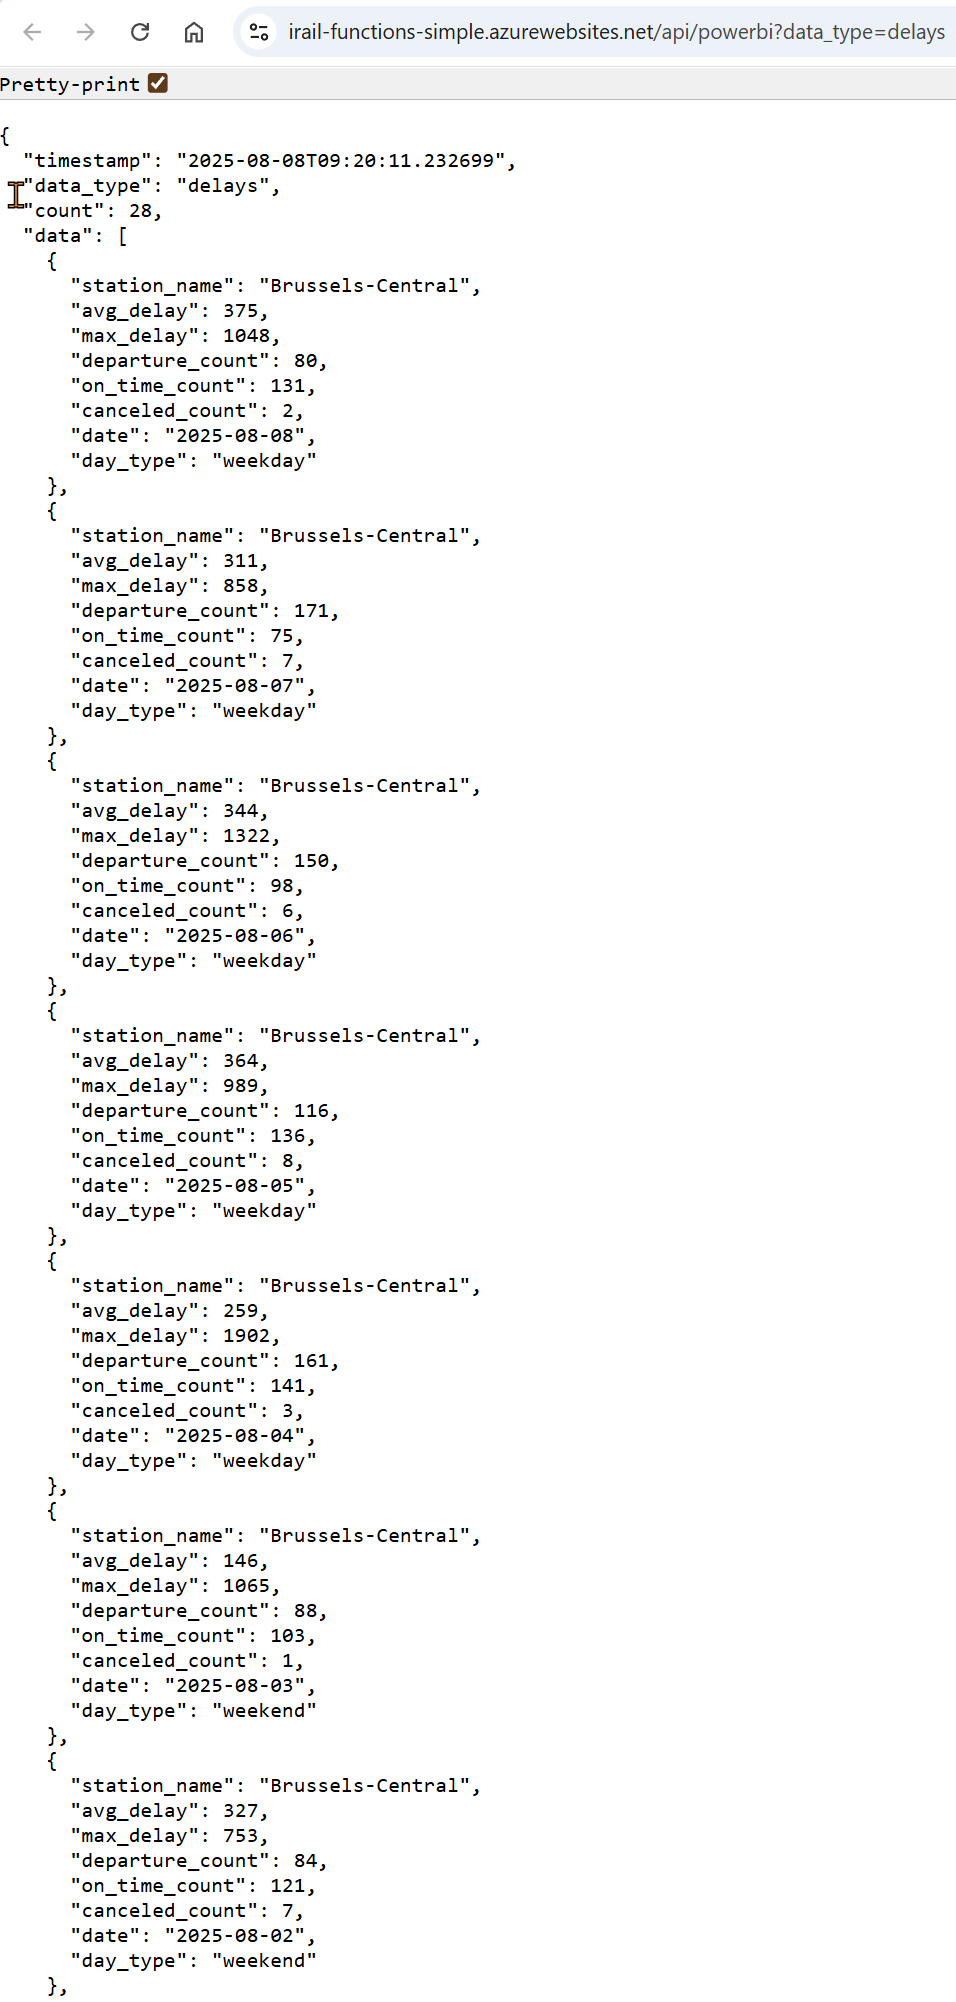 irail-functions-simple.azurewebsites.net/api/powerbi?data_type=delays
Pretty-print
{
  "timestamp": "2025-08-08T09:20:11.232699",
  "data_type": "delays",
  "count": 28,
  "data": [
    {
      "station_name": "Brussels-Central",
      "avg_delay": 375,
      "max_delay": 1048,
      "departure_count": 80,
      "on_time_count": 131,
      "canceled_count": 2,
      "date": "2025-08-08",
      "day_type": "weekday"
    },
    {
      "station_name": "Brussels-Central",
      "avg_delay": 311,
      "max_delay": 858,
      "departure_count": 171,
      "on_time_count": 75,
      "canceled_count": 7,
      "date": "2025-08-07",
      "day_type": "weekday"
    },
    {
      "station_name": "Brussels-Central",
      "avg_delay": 344,
      "max_delay": 1322,
      "departure_count": 150,
      "on_time_count": 98,
      "canceled_count": 6,
      "date": "2025-08-06",
      "day_type": "weekday"
    },
    {
      "station_name": "Brussels-Central",
      "avg_delay": 364,
      "max_delay": 989,
      "departure_count": 116,
      "on_time_count": 136,
      "canceled_count": 8,
      "date": "2025-08-05",
      "day_type": "weekday"
    },
    {
      "station_name": "Brussels-Central",
      "avg_delay": 259,
      "max_delay": 1902,
      "departure_count": 161,
      "on_time_count": 141,
      "canceled_count": 3,
      "date": "2025-08-04",
      "day_type": "weekday"
    },
    {
      "station_name": "Brussels-Central",
      "avg_delay": 146,
      "max_delay": 1065,
      "departure_count": 88,
      "on_time_count": 103,
      "canceled_count": 1,
      "date": "2025-08-03",
      "day_type": "weekend"
    },
    {
      "station_name": "Brussels-Central",
      "avg_delay": 327,
      "max_delay": 753,
      "departure_count": 84,
      "on_time_count": 121,
      "canceled_count": 7,
      "date": "2025-08-02",
      "day_type": "weekend"
    },